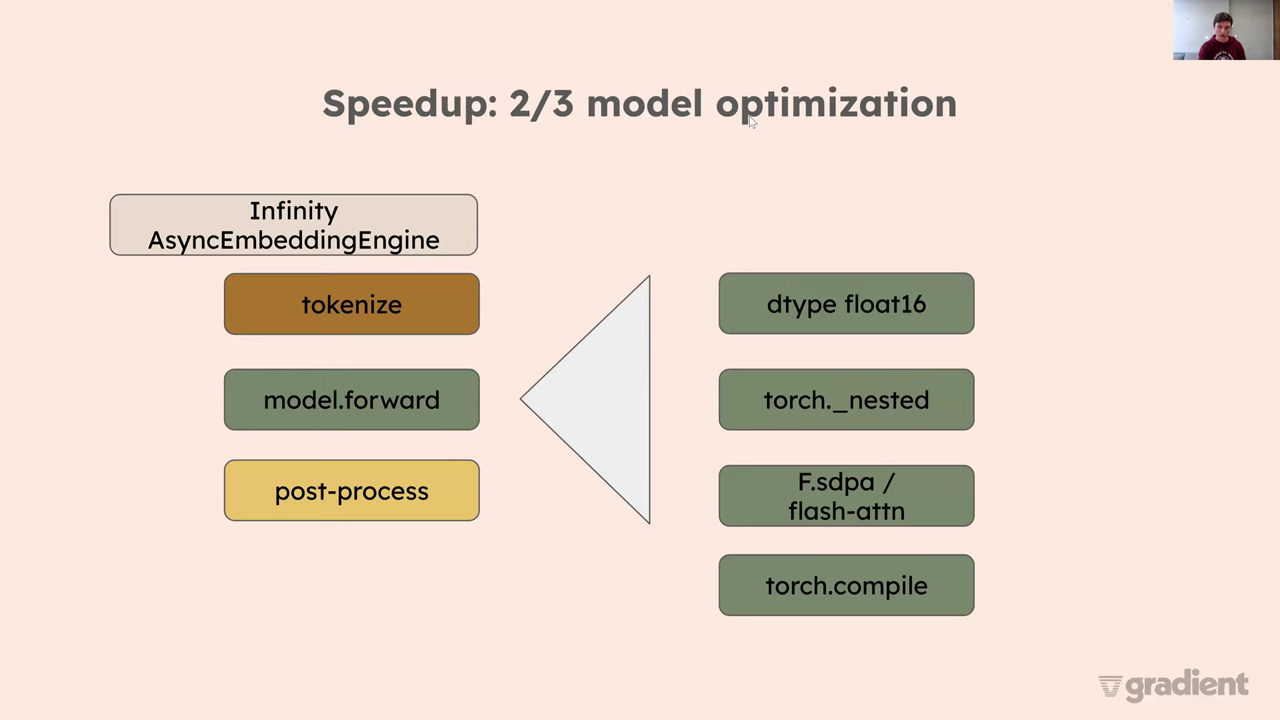 Speedup: 2/3 model optimization
Infinity
AsyncEmbeddingEngine
tokenize
model.forward
post-process
dtype float16
torch._nested
F.sdpa /
flash-attn
torch.compile
gradient